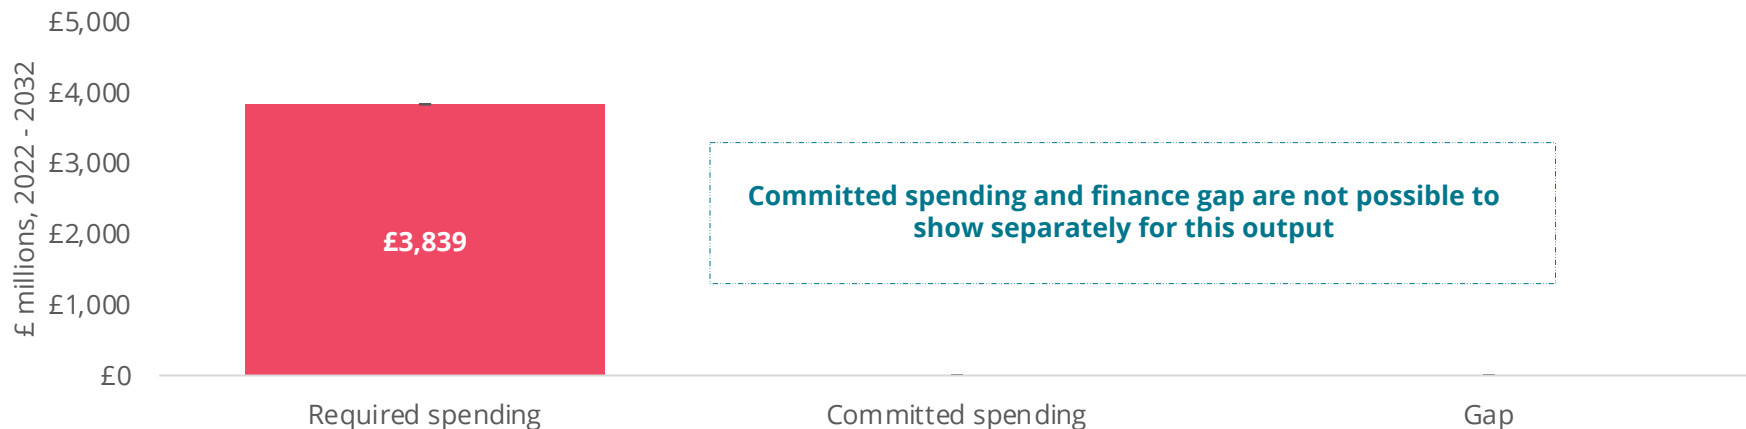 £ millions, 2022 - 2032
£5,000
£4,000
£3,000
£2,000
£1,000
£0
£3,839
Committed spending and finance gap are not possible to
show separately for this output
Required spending
Committed spending
Gap